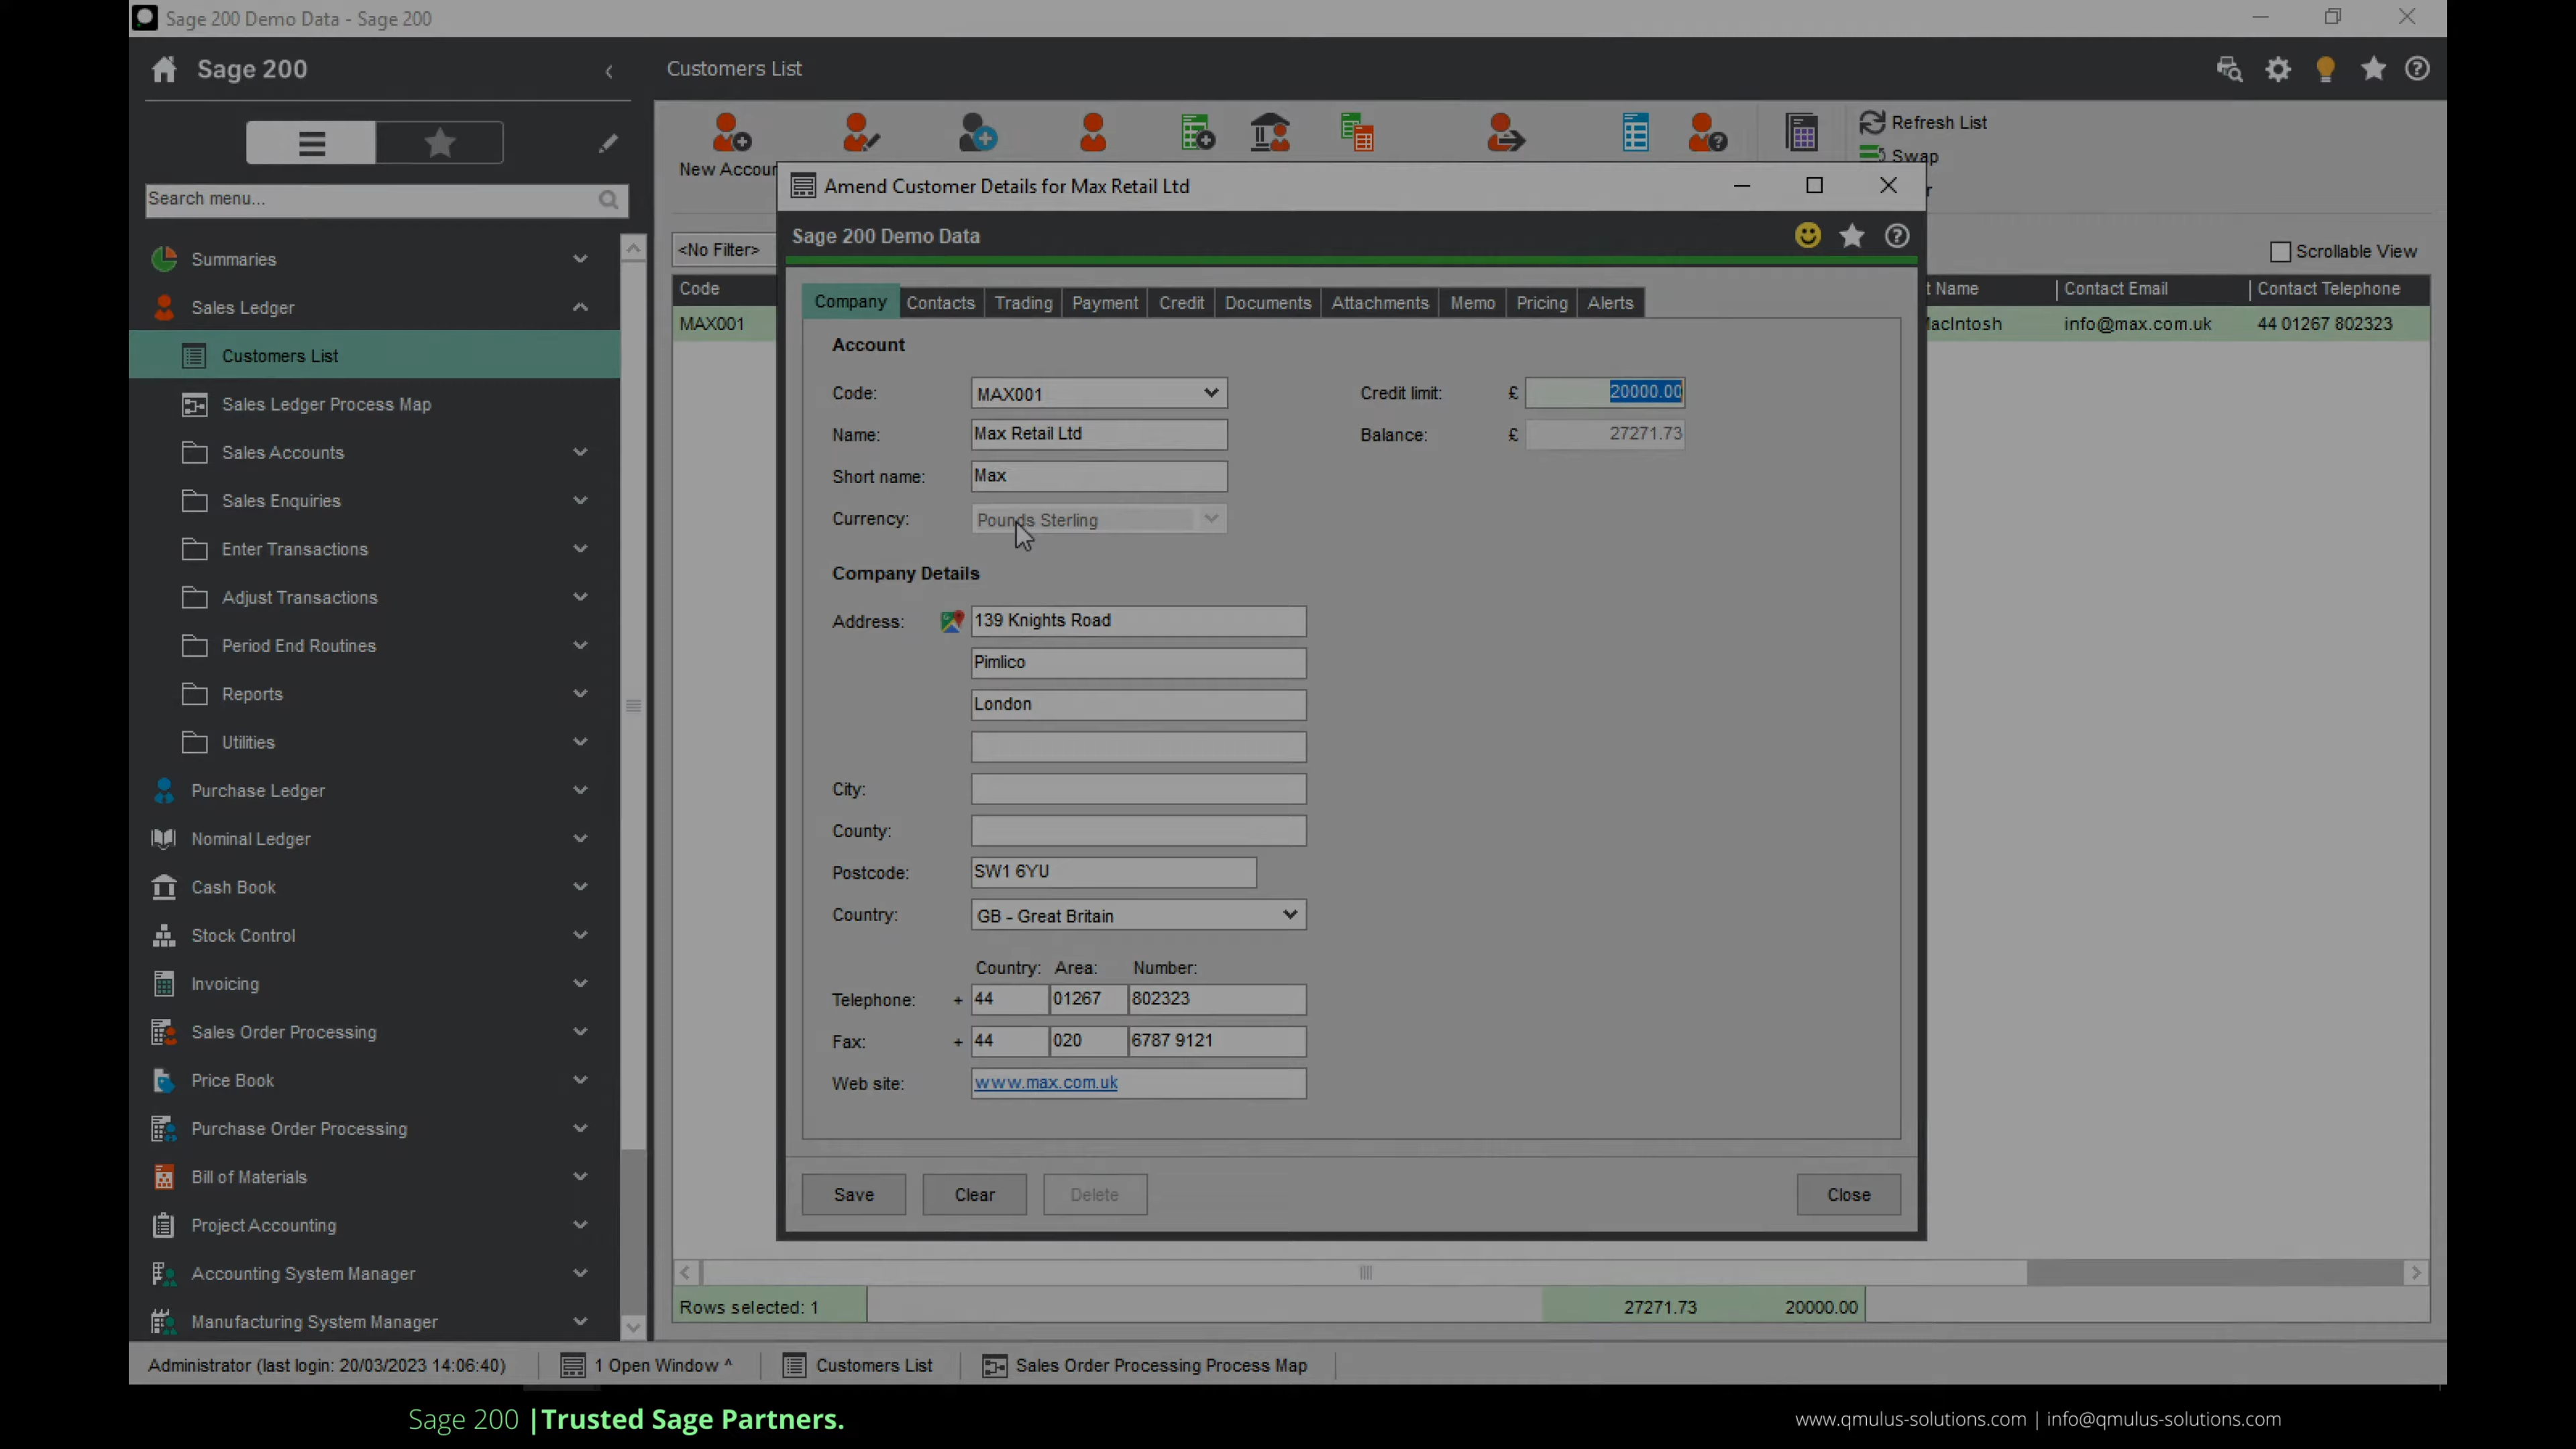 Sage 200 Demo Data - Sage 200
Sage 200
Customers List
New Accoun
Refresh List
Swap
Search menu...
<No Filter>
Scrollable View
Code
t Name
Contact Email
Contact Telephone
MAX001
MacIntosh
info@max.com.uk
44 01267 802323
Summaries
Sales Ledger
Customers List
Sales Ledger Process Map
Sales Accounts
Sales Enquiries
Enter Transactions
Adjust Transactions
Period End Routines
Reports
Utilities
Purchase Ledger
Nominal Ledger
Cash Book
Stock Control
Invoicing
Sales Order Processing
Price Book
Purchase Order Processing
Bill of Materials
Project Accounting
Accounting System Manager
Manufacturing System Manager
Amend Customer Details for Max Retail Ltd
Sage 200 Demo Data
Company Contacts Trading Payment Credit Documents Attachments Memo Pricing Alerts
Account
Code: MAX001 Credit limit: £ 20000.00
Name: Max Retail Ltd Balance: £ 27271.73
Short name: Max
Currency: Pounds Sterling
Company Details
Address: 139 Knights Road
Pimlico
London
City:
County:
Postcode: SW1 6YU
Country: GB - Great Britain
Country: Area: Number:
Telephone: + 44 01267 802323
Fax: + 44 020 6787 9121
Web site: www.max.com.uk
Save Clear Delete Close
Rows selected: 1 27271.73 20000.00
Administrator (last login: 20/03/2023 14:06:40) 1 Open Window ^ Customers List Sales Order Processing Process Map
Sage 200 |Trusted Sage Partners.
www.qmulus-solutions.com | info@qmulus-solutions.com